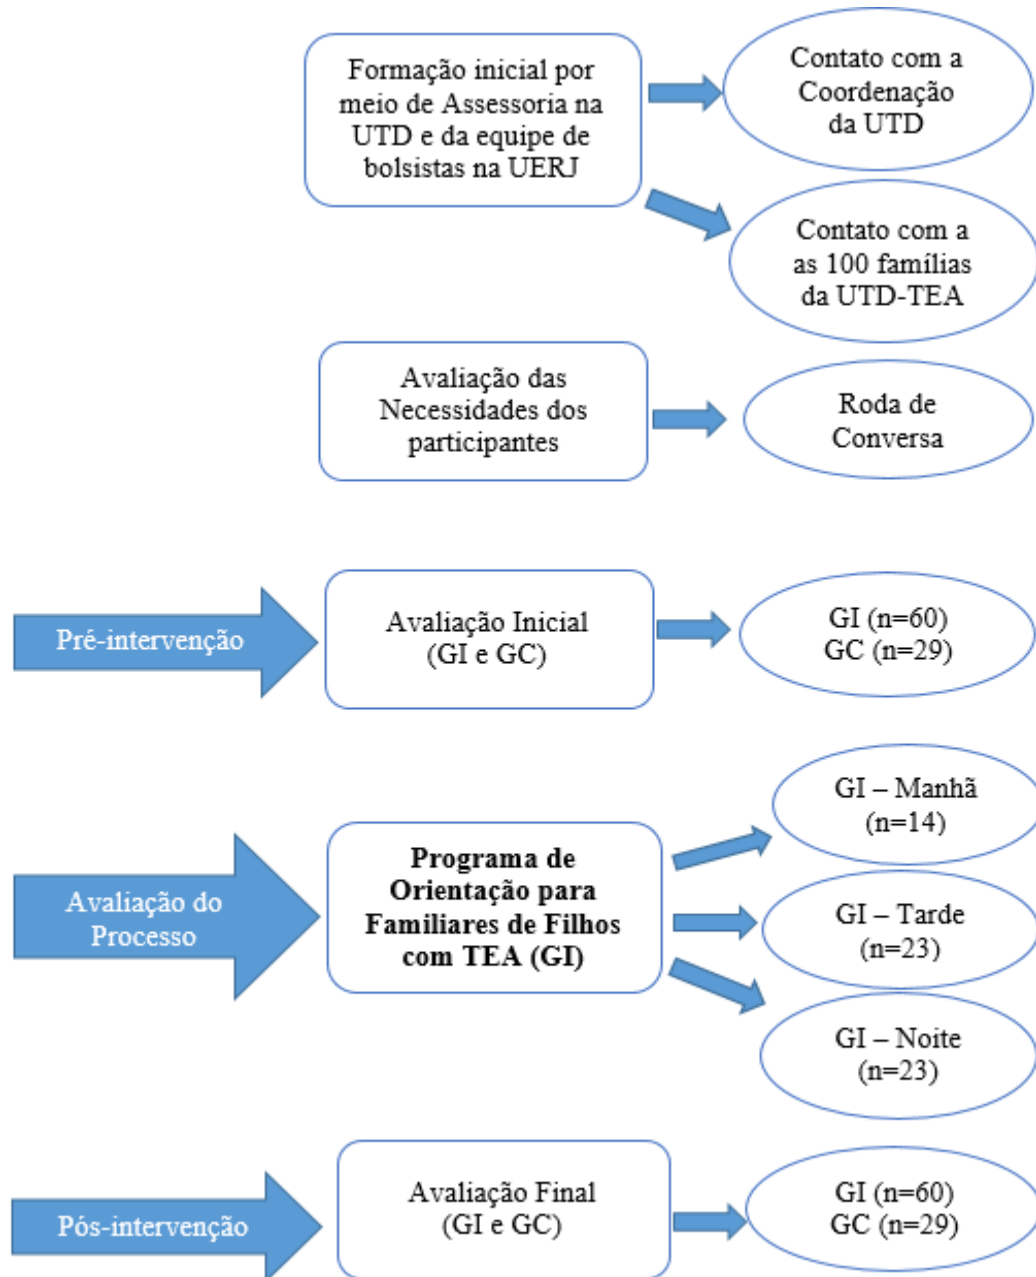 Formação inicial por
meio de Assessoria na
UTD e da equipe de
bolsistas na UERJ
Contato com a
Coordenação
da UTD
Contato com a
as 100 famílias
da UTD-TEA
Avaliação das
Necessidades dos
participantes
Roda de
Conversa
Pré-intervenção
Avaliação Inicial
(GI e GC)
GI (n=60)
GC (n=29)
Avaliação do
Processo
Programa de
Orientação para
Familiares de Filhos
com TEA (GI)
GI – Manhã
(n=14)
GI – Tarde
(n=23)
GI – Noite
(n=23)
Pós-intervenção
Avaliação Final
(GI e GC)
GI (n=60)
GC (n=29)